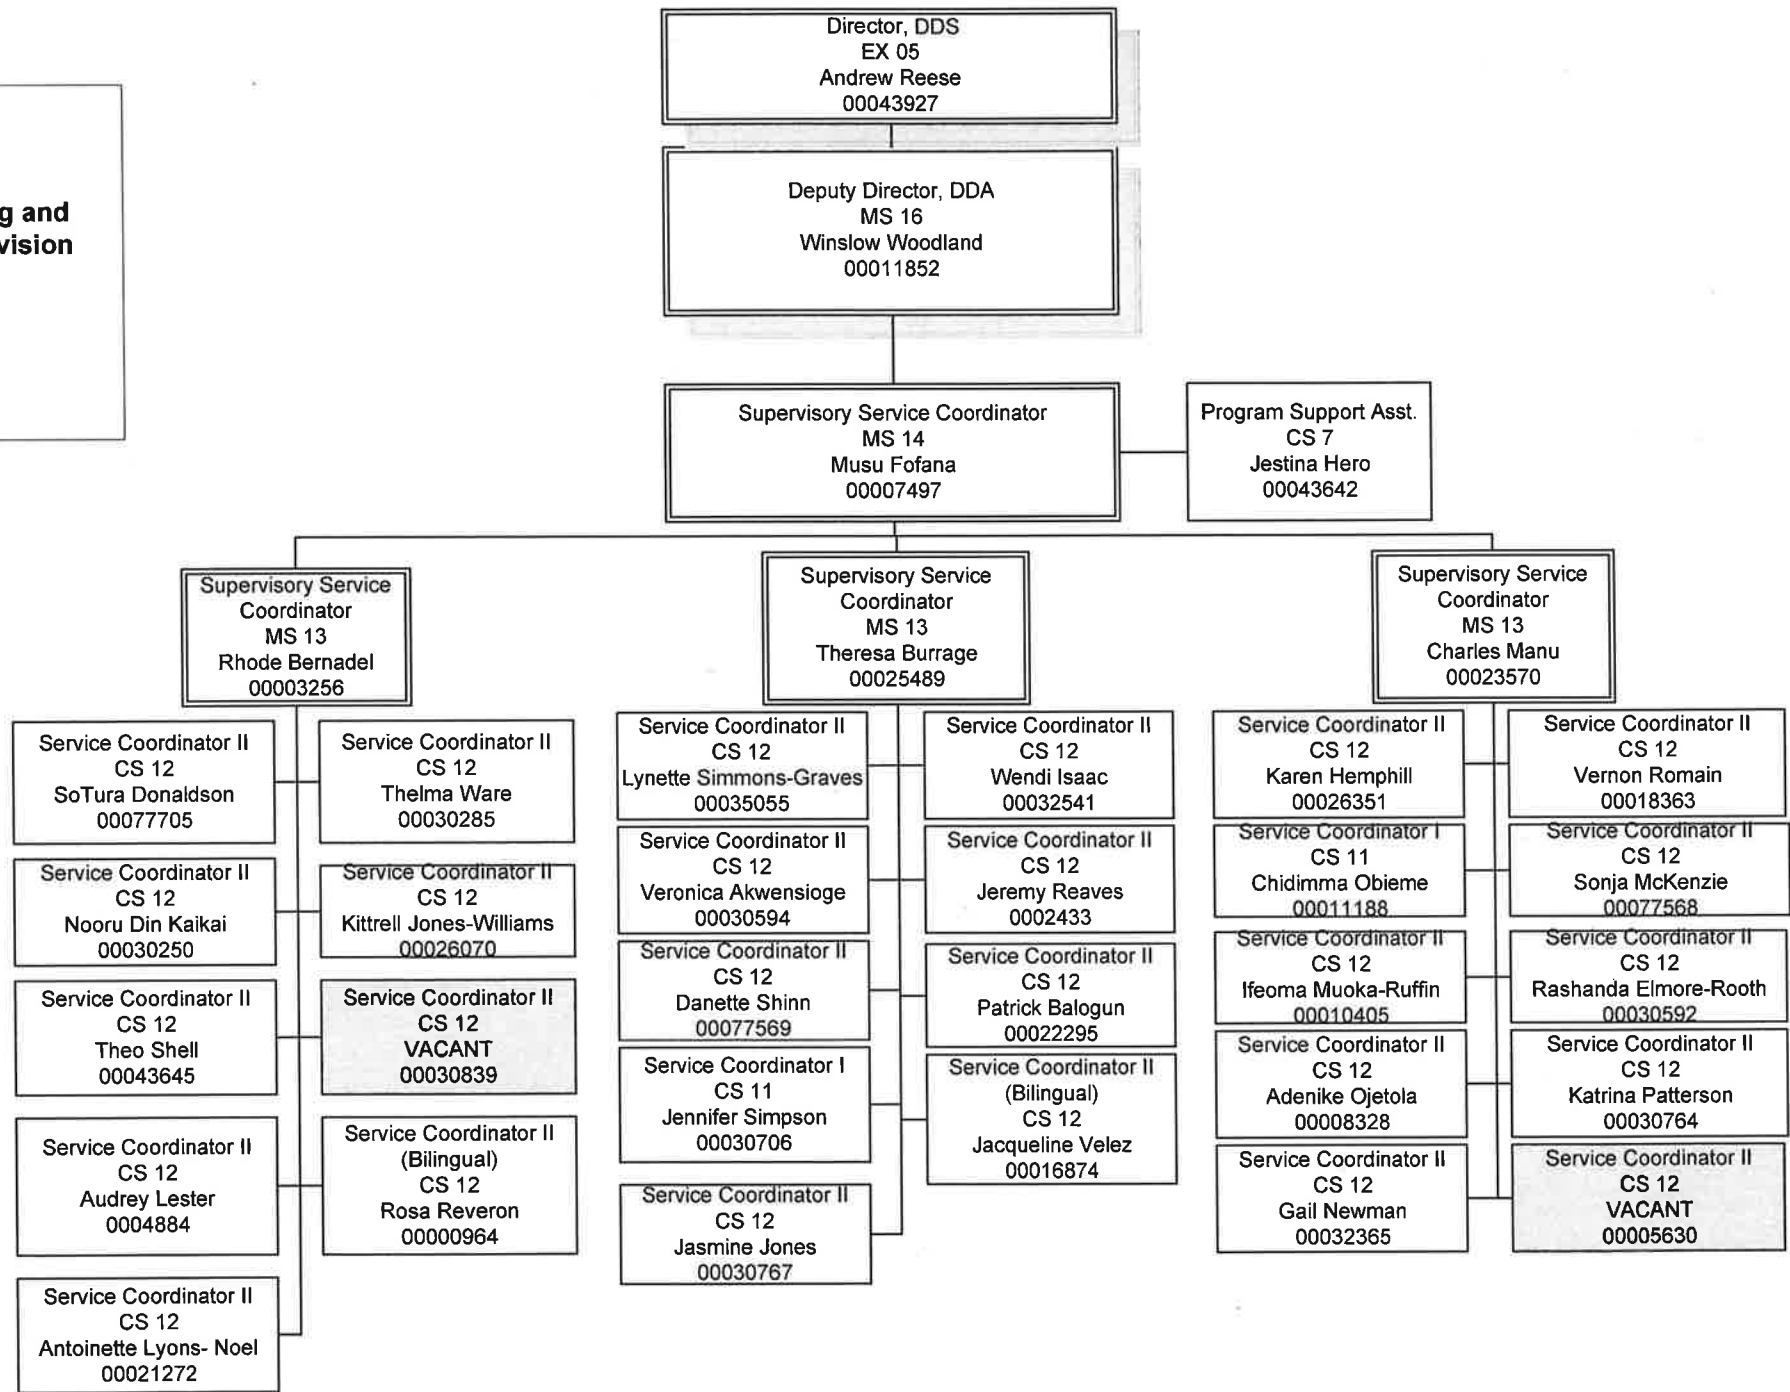 g and
vision
Director, DDS
EX 05
Andrew Reese
00043927
Deputy Director, DDA
MS 16
Winslow Woodland
00011852
Supervisory Service Coordinator
MS 14
Musu Fofana
00007497
Program Support Asst.
CS 7
Jestina Hero
00043642
Supervisory Service
Coordinator
MS 13
Rhode Bernadel
00003256
Service Coordinator II
CS 12
SoTura Donaldson
00077705
Service Coordinator II
CS 12
Thelma Ware
00030285
Service Coordinator II
CS 12
Nooru Din Kaikai
00030250
Service Coordinator II
CS 12
Kittrell Jones-Williams
00026070
Service Coordinator II
CS 12
Theo Shell
00043645
Service Coordinator II
CS 12
VACANT
00030839
Service Coordinator II
CS 12
Audrey Lester
0004884
Service Coordinator II
(Bilingual)
CS 12
Rosa Reveron
00000964
Service Coordinator II
CS 12
Antoinette Lyons- Noel
00021272
Supervisory Service
Coordinator
MS 13
Theresa Burrage
00025489
Service Coordinator II
CS 12
Lynette Simmons-Graves
00035055
Service Coordinator II
CS 12
Wendi Isaac
00032541
Service Coordinator II
CS 12
Veronica Akwensioge
00030594
Service Coordinator II
CS 12
Jeremy Reaves
0002433
Service Coordinator II
CS 12
Danette Shinn
00077569
Service Coordinator II
CS 12
Patrick Balogun
00022295
Service Coordinator I
CS 11
Jennifer Simpson
00030706
Service Coordinator II
(Bilingual)
CS 12
Jacqueline Velez
00016874
Service Coordinator II
CS 12
Jasmine Jones
00030767
Supervisory Service
Coordinator
MS 13
Charles Manu
00023570
Service Coordinator II
CS 12
Karen Hemphill
00026351
Service Coordinator II
CS 12
Vernon Romain
00018363
Service Coordinator I
CS 11
Chidimma Obieme
00011188
Service Coordinator II
CS 12
Sonja McKenzie
00077568
Service Coordinator II
CS 12
Ifeoma Muoka-Ruffin
00010405
Service Coordinator II
CS 12
Rashanda Elmore-Rooth
00030592
Service Coordinator II
CS 12
Adenike Ojetola
00008328
Service Coordinator II
CS 12
Katrina Patterson
00030764
Service Coordinator II
CS 12
Gail Newman
00032365
Service Coordinator II
CS 12
VACANT
00005630